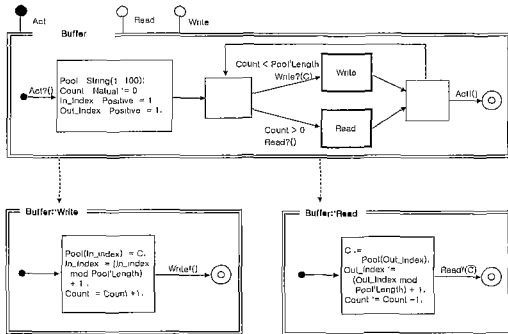 Act
Read
Write
Buffer
Act?()
Pool String(1 100);
Count Natual := 0
In_Index Positive = 1
Out_Index Positive = 1.
Count < Pool'Length
Write?(C)
Write
Count > 0
Read?()
Read
Act!()
Buffer:'Write
Pool(In_index) = C.
In_Index = (In_index
mod Pool'Length)
+ 1.
Count = Count +1.
Write!()
Buffer:'Read
C :=
Pool(Out_Index).
Out_Index :=
(Out_Index mod
Pool'Length) + 1.
Count := Count -1.
Read?(C)